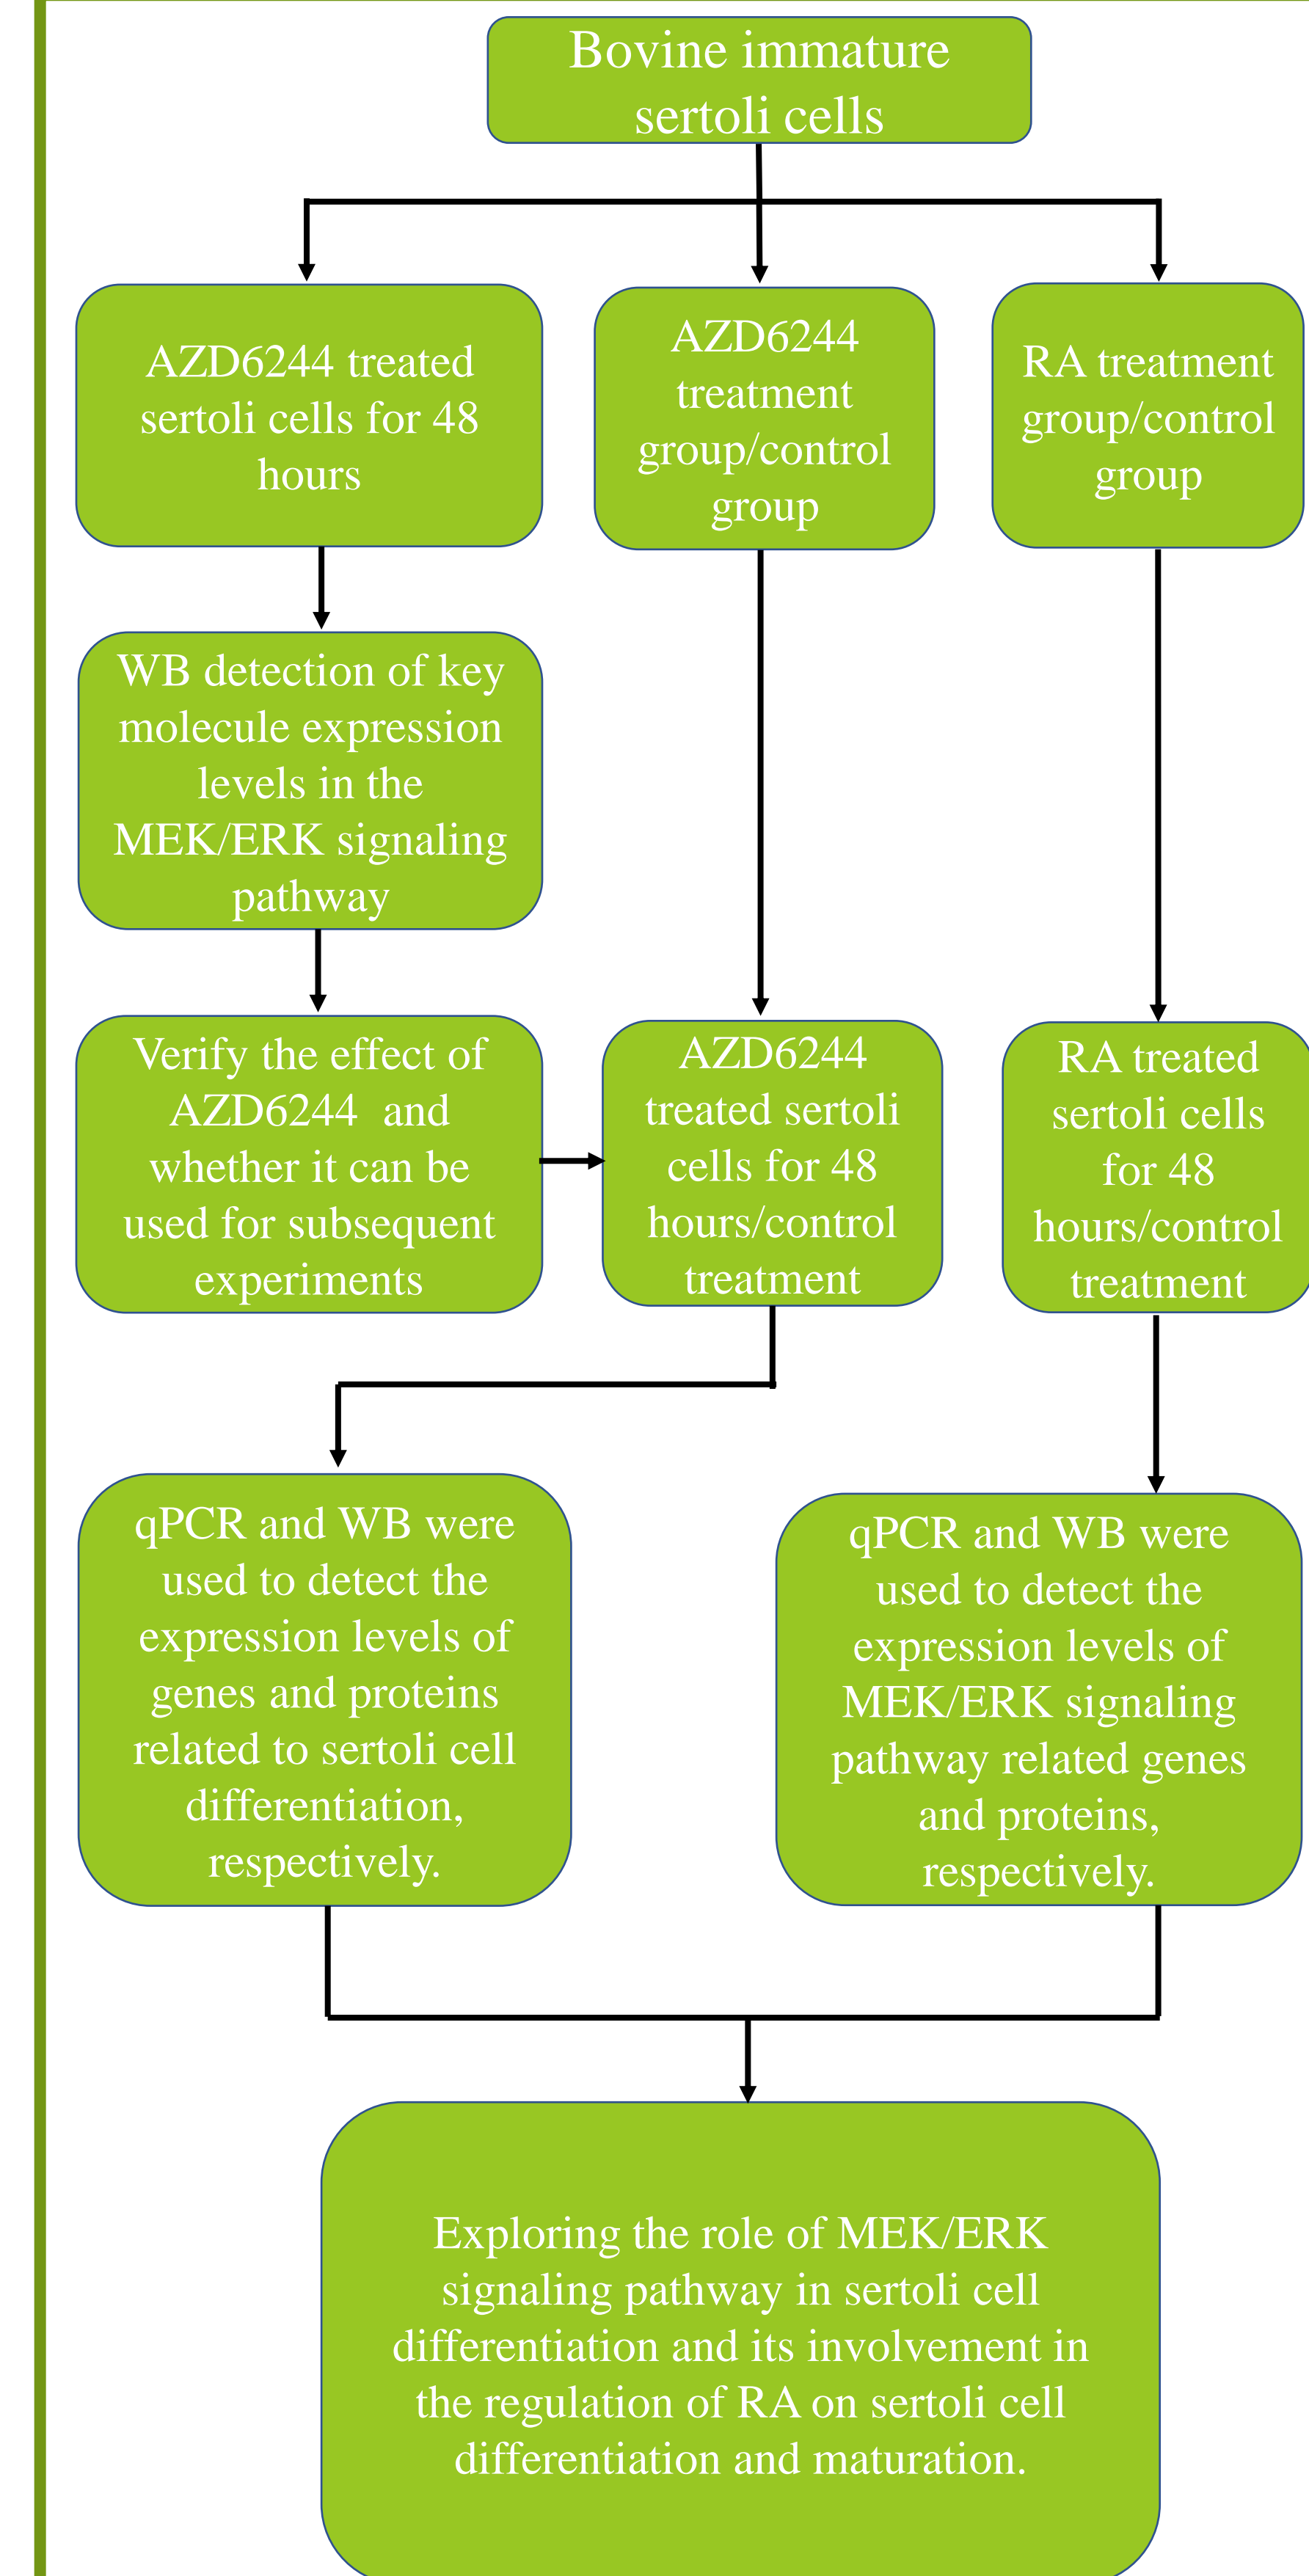 Bovine immature
sertoli cells
AZD6244 treated
sertoli cells for 48
hours
AZD6244
treatment
group/control
group
RA treatment
group/control
group
WB detection of key
molecule expression
levels in the
MEK/ERK signaling
pathway
Verify the effect of
AZD6244  and
whether it can be
used for subsequent
experiments
AZD6244
treated sertoli
cells for 48
hours/control
treatment
RA treated
sertoli cells
for 48
hours/control
treatment
qPCR and WB were
used to detect the
expression levels of
genes and proteins
related to sertoli cell
differentiation,
respectively.
qPCR and WB were
used to detect the
expression levels of
MEK/ERK signaling
pathway related genes
and proteins,
respectively.
Exploring the role of MEK/ERK
signaling pathway in sertoli cell
differentiation and its involvement in
the regulation of RA on sertoli cell
differentiation and maturation.